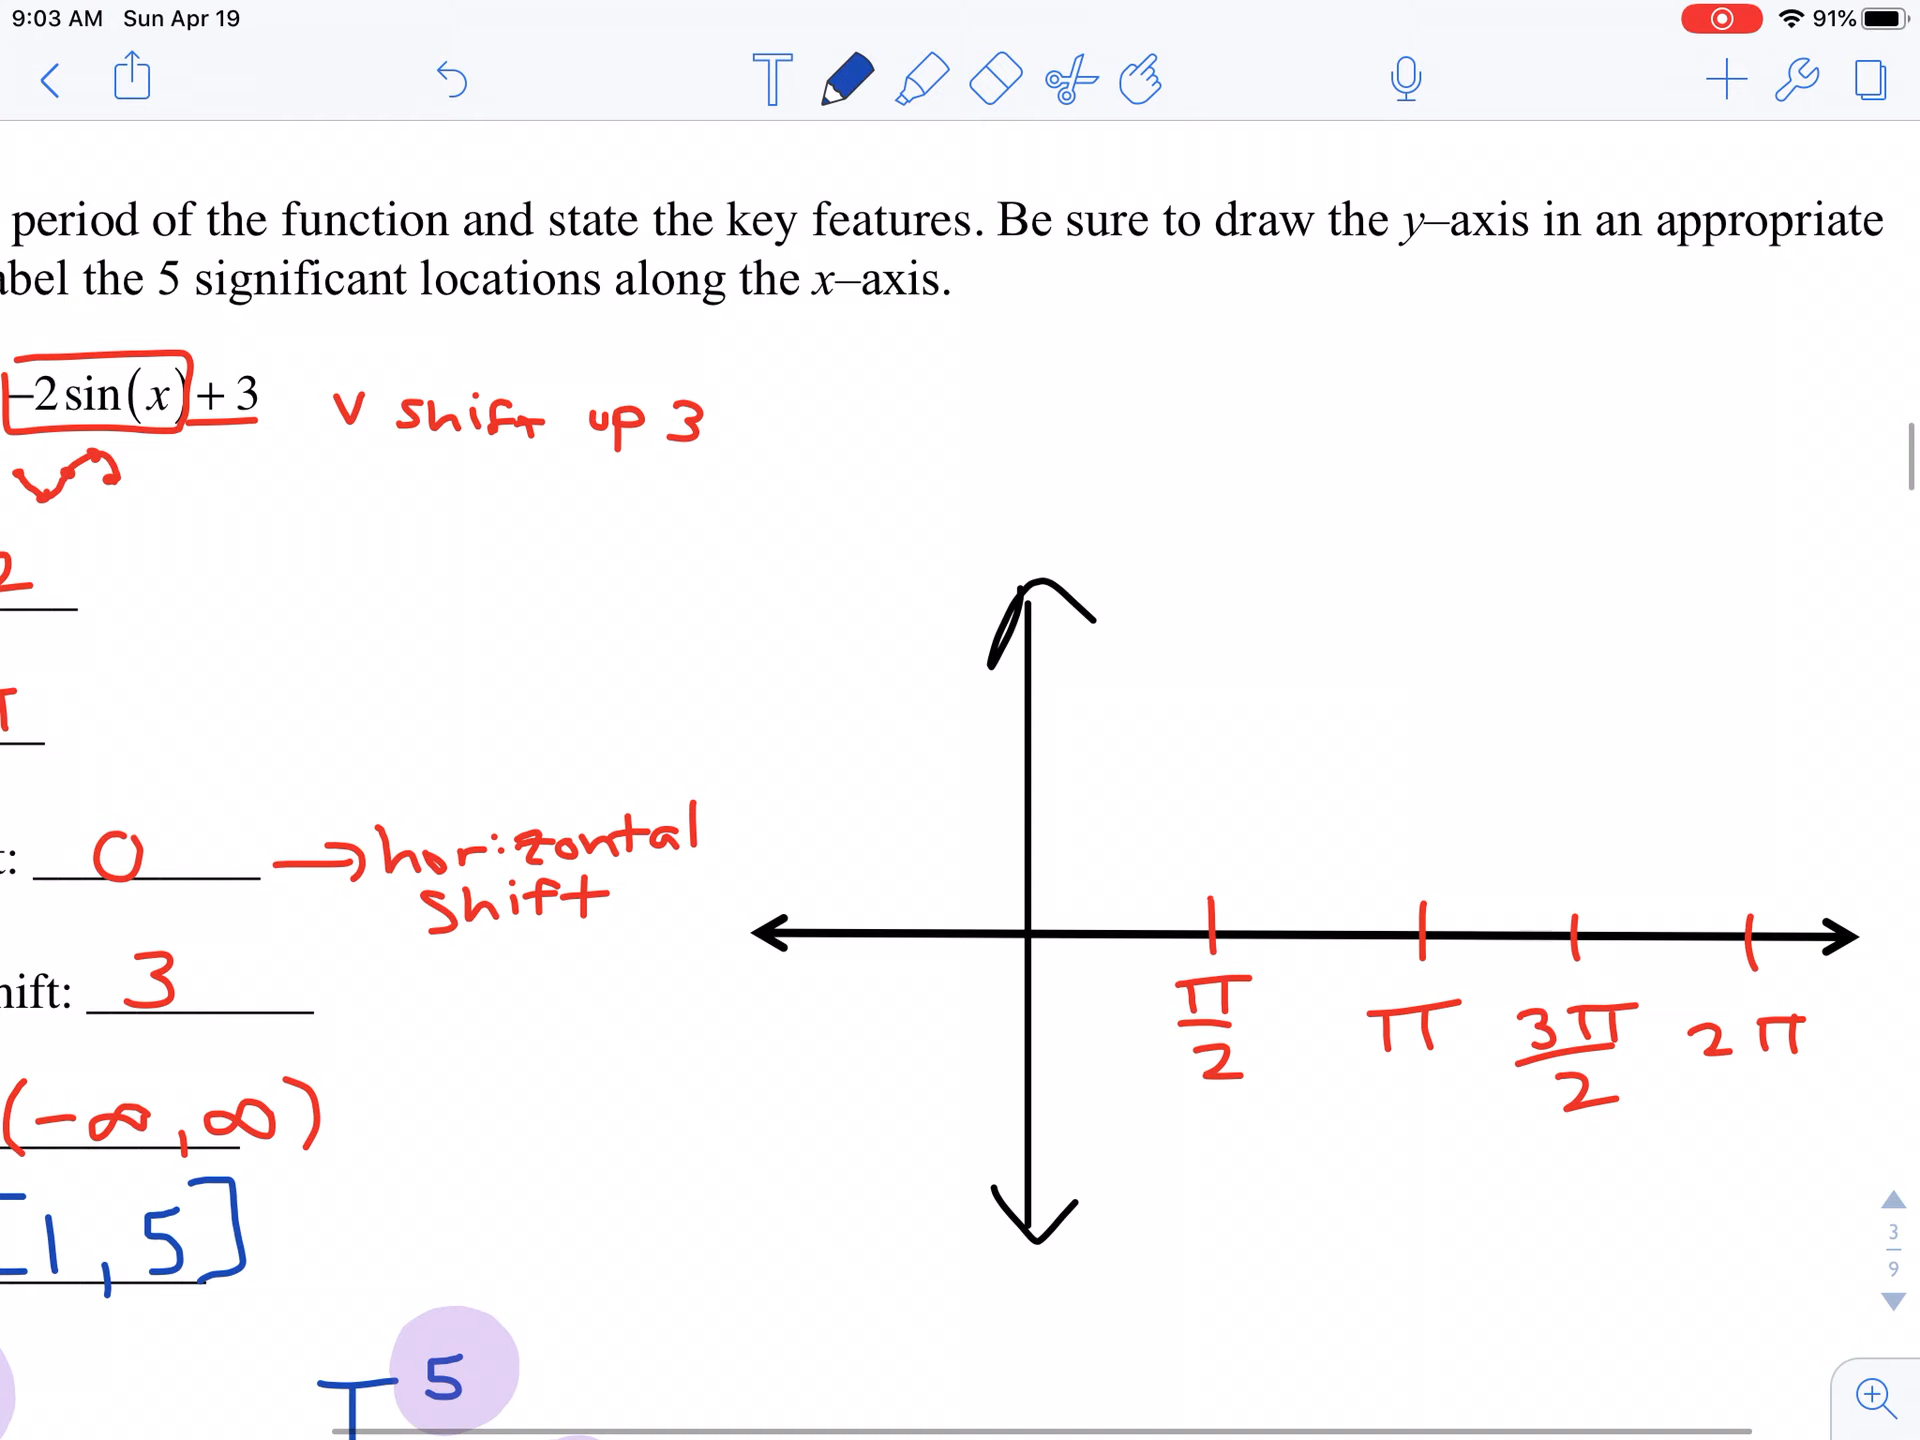 9:03 AM Sun Apr 19
91%
T
period of the function and state the key features. Be sure to draw the y–axis in an appropriate
abel the 5 significant locations along the x–axis.
–2 sin(x) + 3
V shift up 3
2
0 → horizontal
shift
hift: 3
(-∞, ∞)
[1, 5]
π/2 π 3π/2 2π
3
9
5